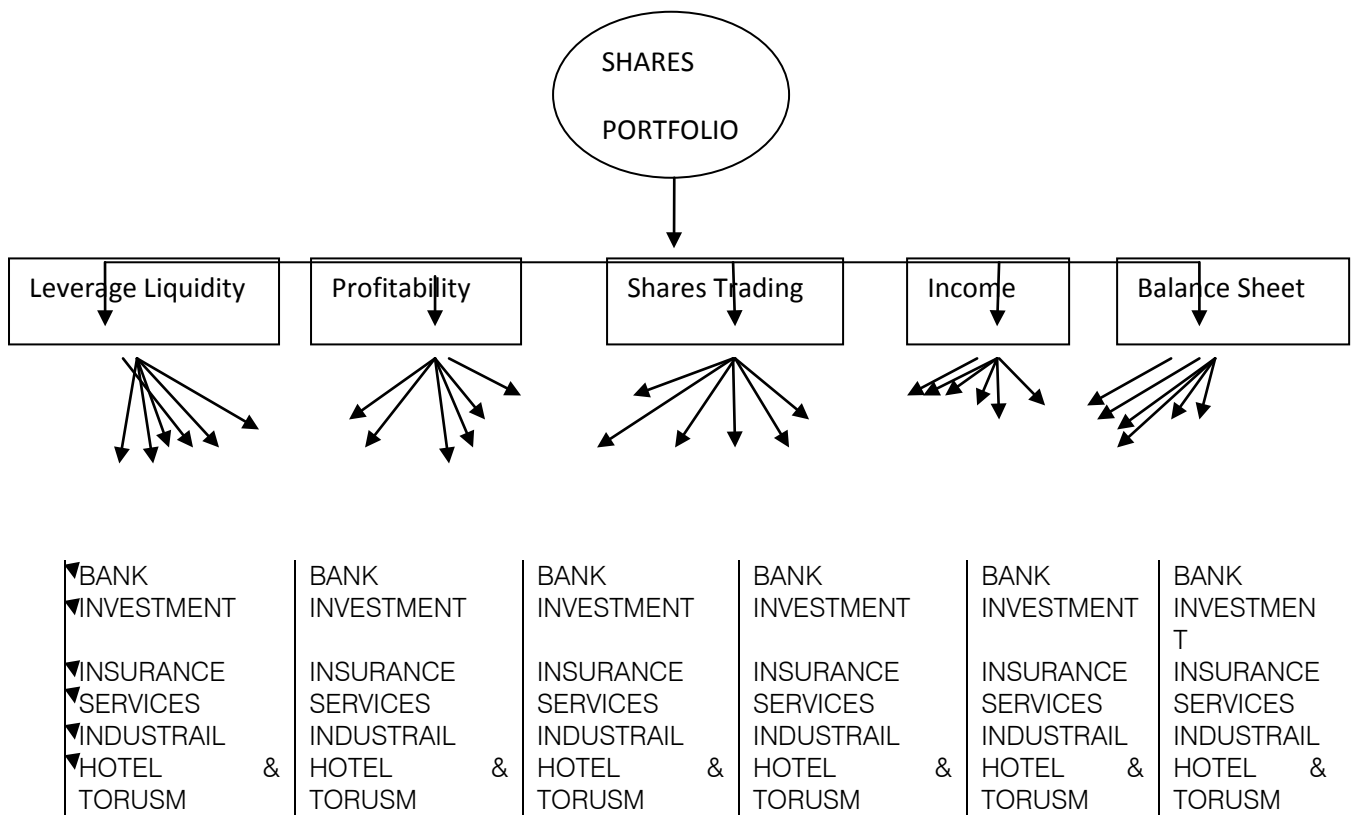 SHARES
PORTFOLIO
Leverage Liquidity
Profitability
Shares Trading
Income
Balance Sheet
BANK
INVESTMENT
INSURANCE
SERVICES
INDUSTRAIL
HOTEL &
TORUSM
BANK
INVESTMENT
INSURANCE
SERVICES
INDUSTRAIL
HOTEL &
TORUSM
BANK
INVESTMENT
INSURANCE
SERVICES
INDUSTRAIL
HOTEL &
TORUSM
BANK
INVESTMENT
INSURANCE
SERVICES
INDUSTRAIL
HOTEL &
TORUSM
BANK
INVESTMENT
INSURANCE
SERVICES
INDUSTRAIL
HOTEL &
TORUSM
BANK
INVESTMEN
T
INSURANCE
SERVICES
INDUSTRAIL
HOTEL &
TORUSM